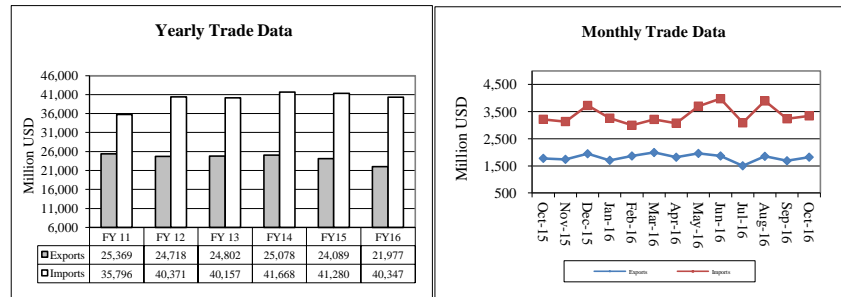 Yearly Trade Data
Million USD
46,000
41,000
36,000
31,000
26,000
21,000
16,000
11,000
6,000
FY 11 FY 12 FY 13 FY14 FY15 FY16
Exports 25,369 24,718 24,802 25,078 24,089 21,977
Imports 35,796 40,371 40,157 41,668 41,280 40,347
Monthly Trade Data
Million USD
4,500
3,500
2,500
1,500
500
Oct-15 Nov-15 Dec-15 Jan-16 Feb-16 Mar-16 Apr-16 May-16 Jun-16 Jul-16 Aug-16 Sep-16 Oct-16
Exports Imports